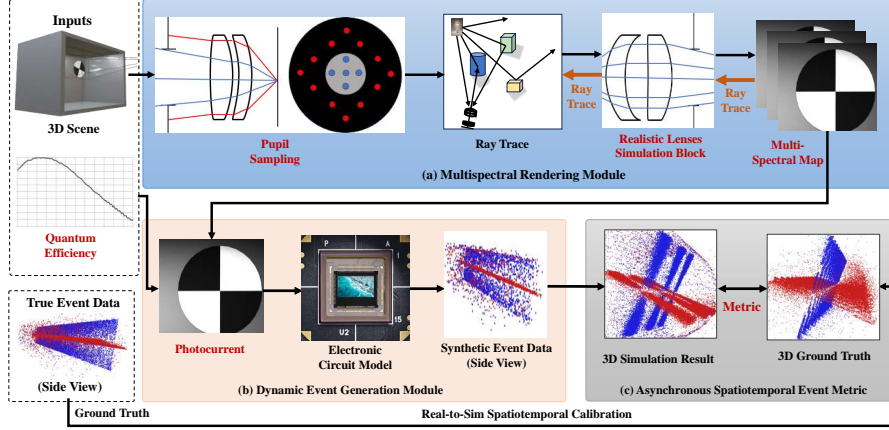 Inputs
3D Scene
Quantum
Efficiency
Pupil
Sampling
Ray Trace
Ray
Trace
Realistic Lenses
Simulation Block
Ray
Trace
Multi-
Spectral Map
(a) Multispectral Rendering Module
True Event Data
(Side View)
Photocurrent
P
A
1
15
U2
Electronic
Circuit Model
Synthetic Event Data
(Side View)
(b) Dynamic Event Generation Module
3D Simulation Result
Metric
3D Ground Truth
(c) Asynchronous Spatiotemporal Event Metric
Ground Truth
Real-to-Sim Spatiotemporal Calibration